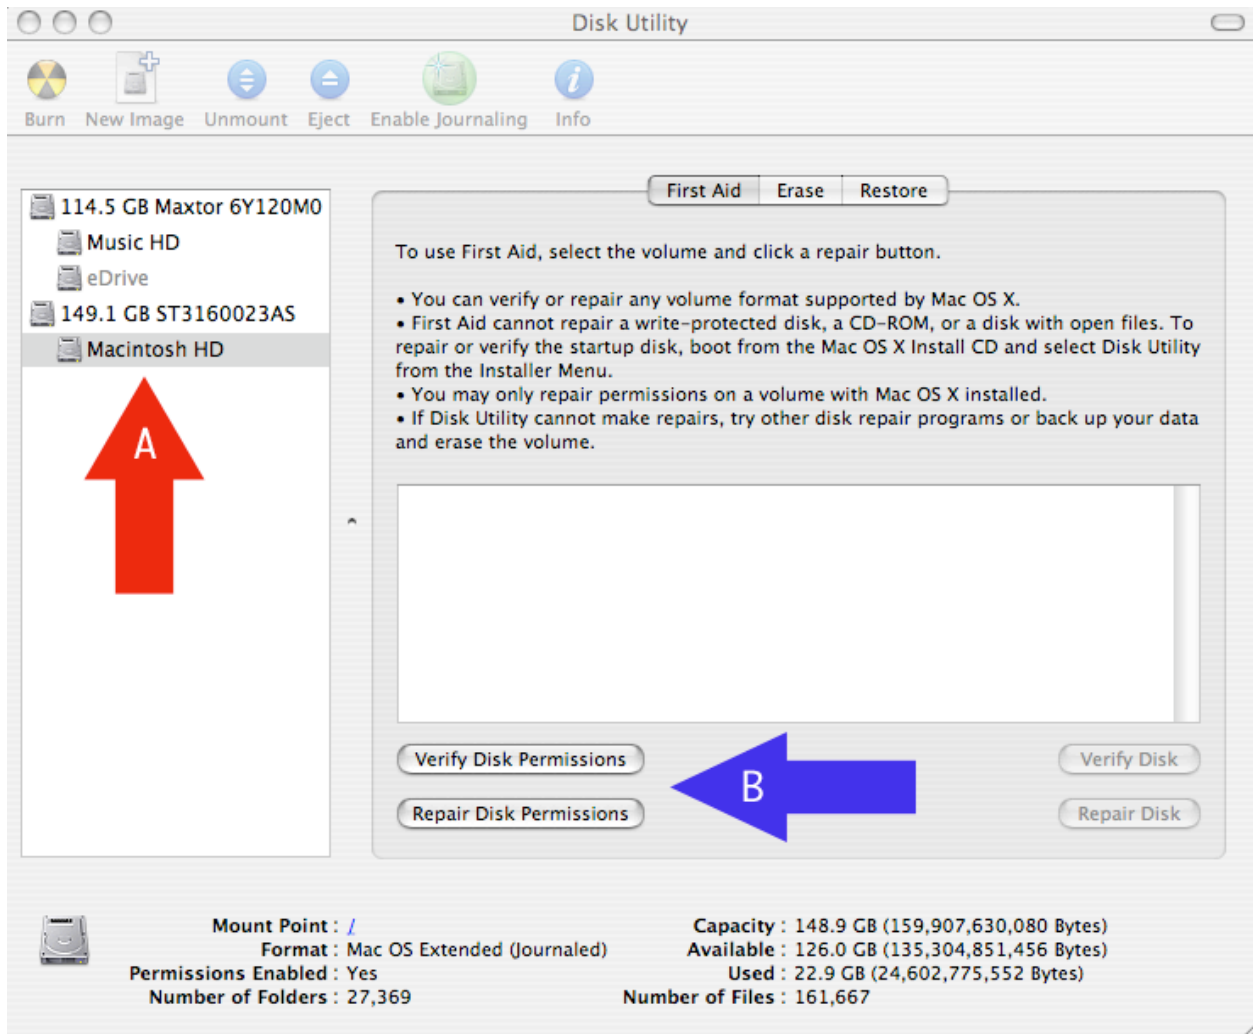 Disk Utility
Burn New Image Unmount Eject Enable Journaling Info
114.5 GB Maxtor 6Y120M0
Music HD
eDrive
149.1 GB ST3160023AS
Macintosh HD
A
First Aid Erase Restore
To use First Aid, select the volume and click a repair button.
• You can verify or repair any volume format supported by Mac OS X.
• First Aid cannot repair a write-protected disk, a CD-ROM, or a disk with open files. To
repair or verify the startup disk, boot from the Mac OS X Install CD and select Disk Utility
from the Installer Menu.
• You may only repair permissions on a volume with Mac OS X installed.
• If Disk Utility cannot make repairs, try other disk repair programs or back up your data
and erase the volume.
Verify Disk Permissions
Repair Disk Permissions
B
Verify Disk
Repair Disk
Mount Point : /
Format : Mac OS Extended (Journaled)
Permissions Enabled : Yes
Number of Folders : 27,369
Capacity : 148.9 GB (159,907,630,080 Bytes)
Available : 126.0 GB (135,304,851,456 Bytes)
Used : 22.9 GB (24,602,775,552 Bytes)
Number of Files : 161,667